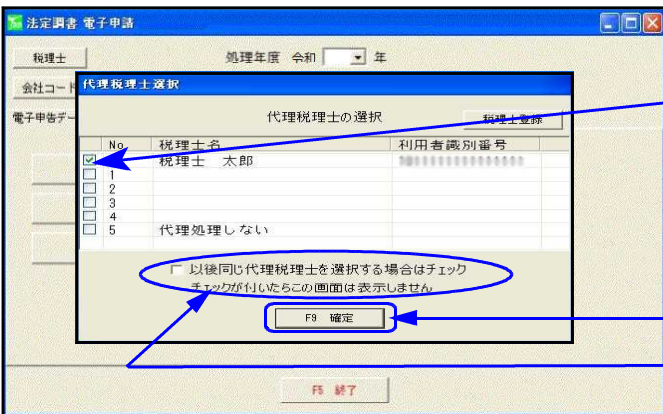 法定調書 電子申請
税理士
処理年度 令和 年
会社コード
代理税理士選択
代理税理士の選択
税理士登録
電子申告デー
No. 税理士名 利用者識別番号
税理士 太郎
1
2
3
4
5 代理処理しない
以後同じ代理税理士を選択する場合はチェック
チェックが付いたらこの画面は表示しません
F9 確定
F5 終了